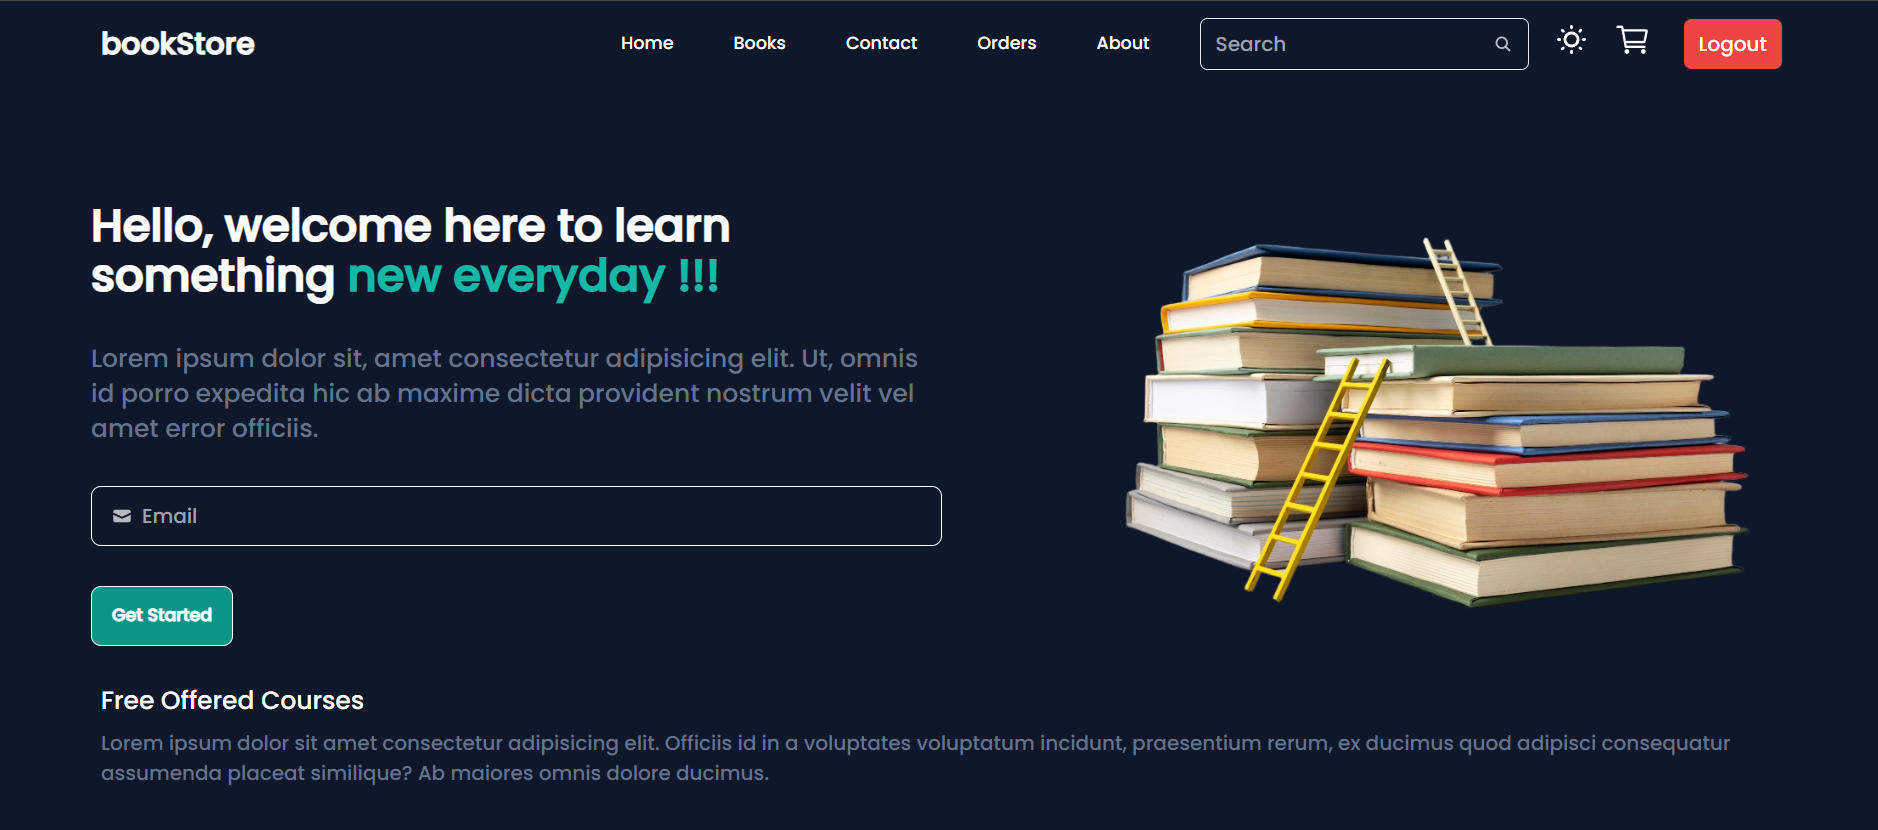 bookStore
Home
Books
Contact
Orders
About
Search
Logout
Hello, welcome here to learn
something new everyday !!!
Lorem ipsum dolor sit, amet consectetur adipisicing elit. Ut, omnis
id porro expedita hic ab maxime dicta provident nostrum velit vel
amet error officiis.
Email
Get Started
Free Offered Courses
Lorem ipsum dolor sit amet consectetur adipisicing elit. Officiis id in a voluptates voluptatum incidunt, praesentium rerum, ex ducimus quod adipisci consequatur
assumenda placeat similique? Ab maiores omnis dolore ducimus.